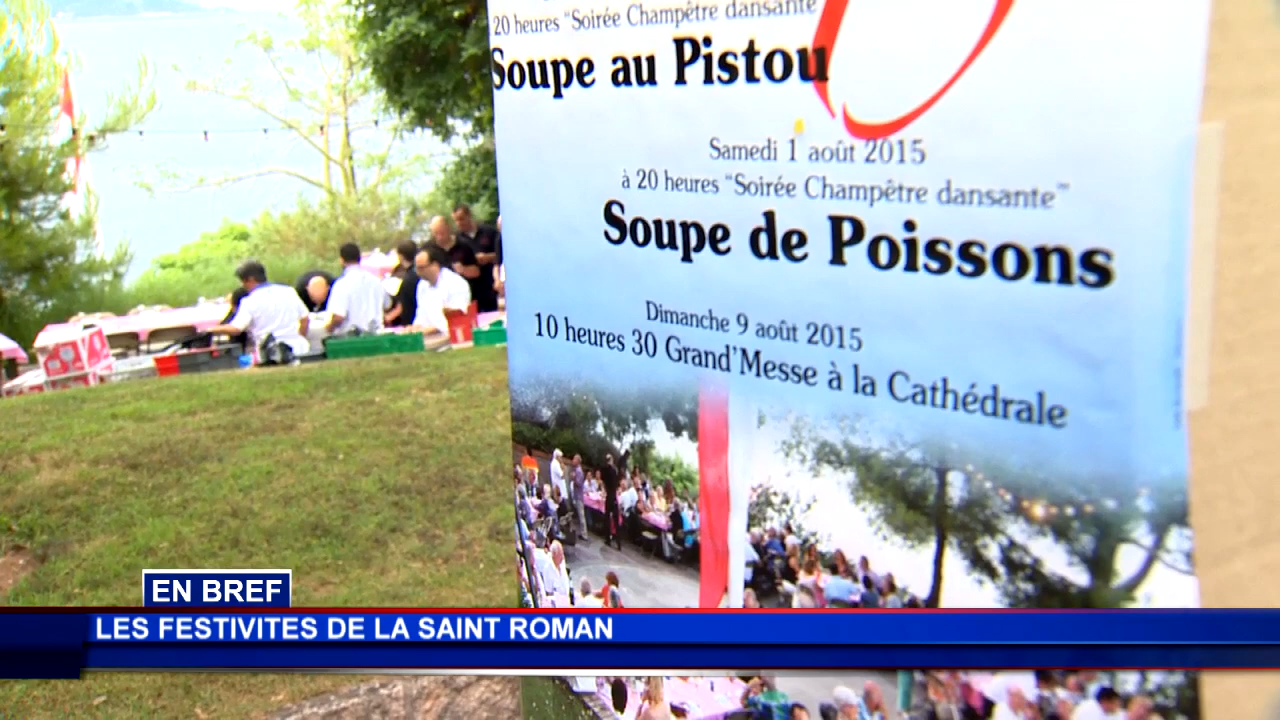 20 heures "Soirée Champêtre dansante
Soupe au Pistou
Samedi 1 août 2015
à 20 heures "Soirée Champêtre dansante"
Soupe de Poissons
Dimanche 9 août 2015
10 heures 30 Grand'Messe à la Cathédrale
EN BREF
LES FESTIVITES DE LA SAINT ROMAN